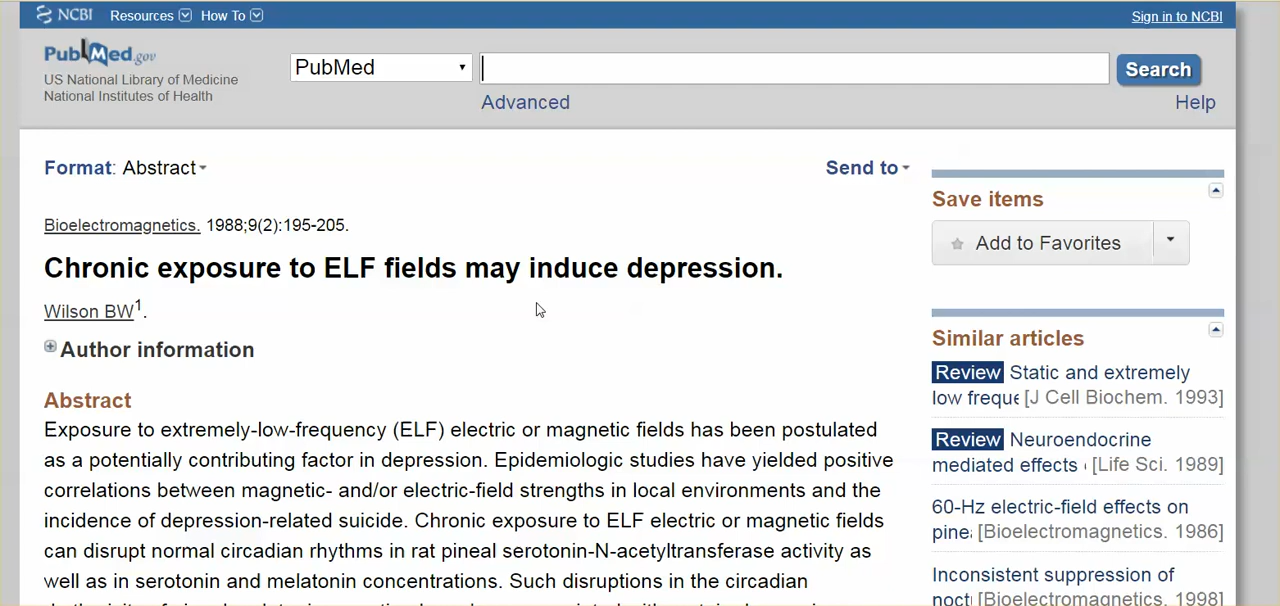 NCBI Resources How To Sign in to NCBI
PubMed.gov
US National Library of Medicine
National Institutes of Health
PubMed
Search
Advanced
Help
Format: Abstract
Send to
Bioelectromagnetics. 1988;9(2):195-205.
Chronic exposure to ELF fields may induce depression.
Wilson BW1.
Author information
Abstract
Exposure to extremely-low-frequency (ELF) electric or magnetic fields has been postulated
as a potentially contributing factor in depression. Epidemiologic studies have yielded positive
correlations between magnetic- and/or electric-field strengths in local environments and the
incidence of depression-related suicide. Chronic exposure to ELF electric or magnetic fields
can disrupt normal circadian rhythms in rat pineal serotonin-N-acetyltransferase activity as
well as in serotonin and melatonin concentrations. Such disruptions in the circadian
Save items
Add to Favorites
Similar articles
Review Static and extremely
low freque [J Cell Biochem. 1993]
Review Neuroendocrine
mediated effects [Life Sci. 1989]
60-Hz electric-field effects on
pine [Bioelectromagnetics. 1986]
Inconsistent suppression of
noct [Bioelectromagnetics. 1998]